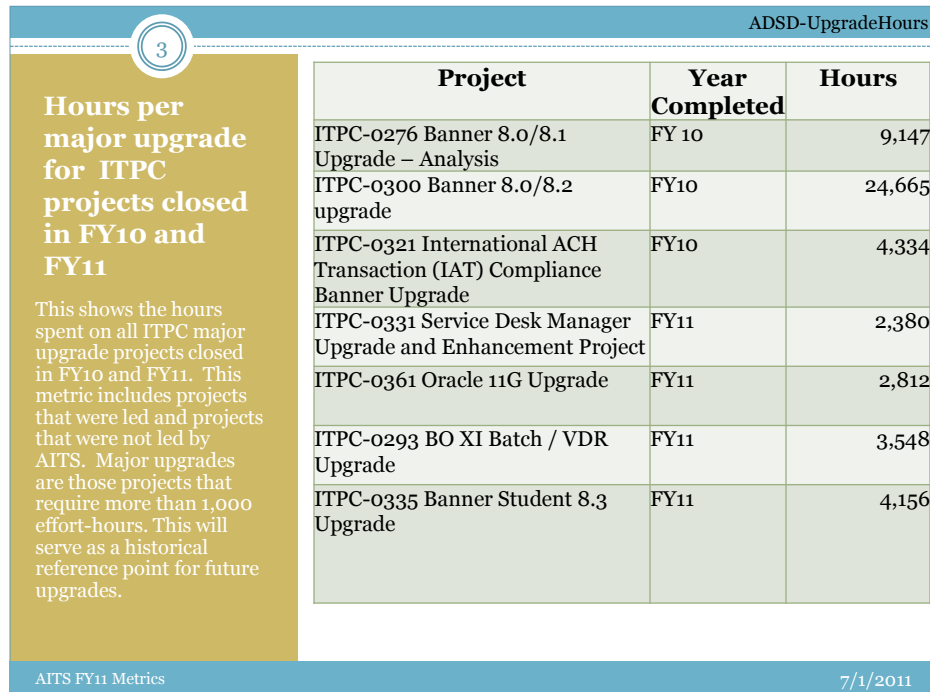 ADSD-UpgradeHours
3
Hours per
major upgrade
for ITPC
projects closed
in FY10 and
FY11
This shows the hours
spent on all ITPC major
upgrade projects closed
in FY10 and FY11. This
metric includes projects
that were led and projects
that were not led by
AITS. Major upgrades
are those projects that
require more than 1,000
effort-hours. This will
serve as a historical
reference point for future
upgrades.
Project Year Hours
Completed
ITPC-0276 Banner 8.0/8.1 FY 10 9,147
Upgrade – Analysis
ITPC-0300 Banner 8.0/8.2 FY10 24,665
upgrade
ITPC-0321 International ACH FY10 4,334
Transaction (IAT) Compliance
Banner Upgrade
ITPC-0331 Service Desk Manager FY11 2,380
Upgrade and Enhancement Project
ITPC-0361 Oracle 11G Upgrade FY11 2,812
ITPC-0293 BO XI Batch / VDR FY11 3,548
Upgrade
ITPC-0335 Banner Student 8.3 FY11 4,156
Upgrade
AITS FY11 Metrics 7/1/2011